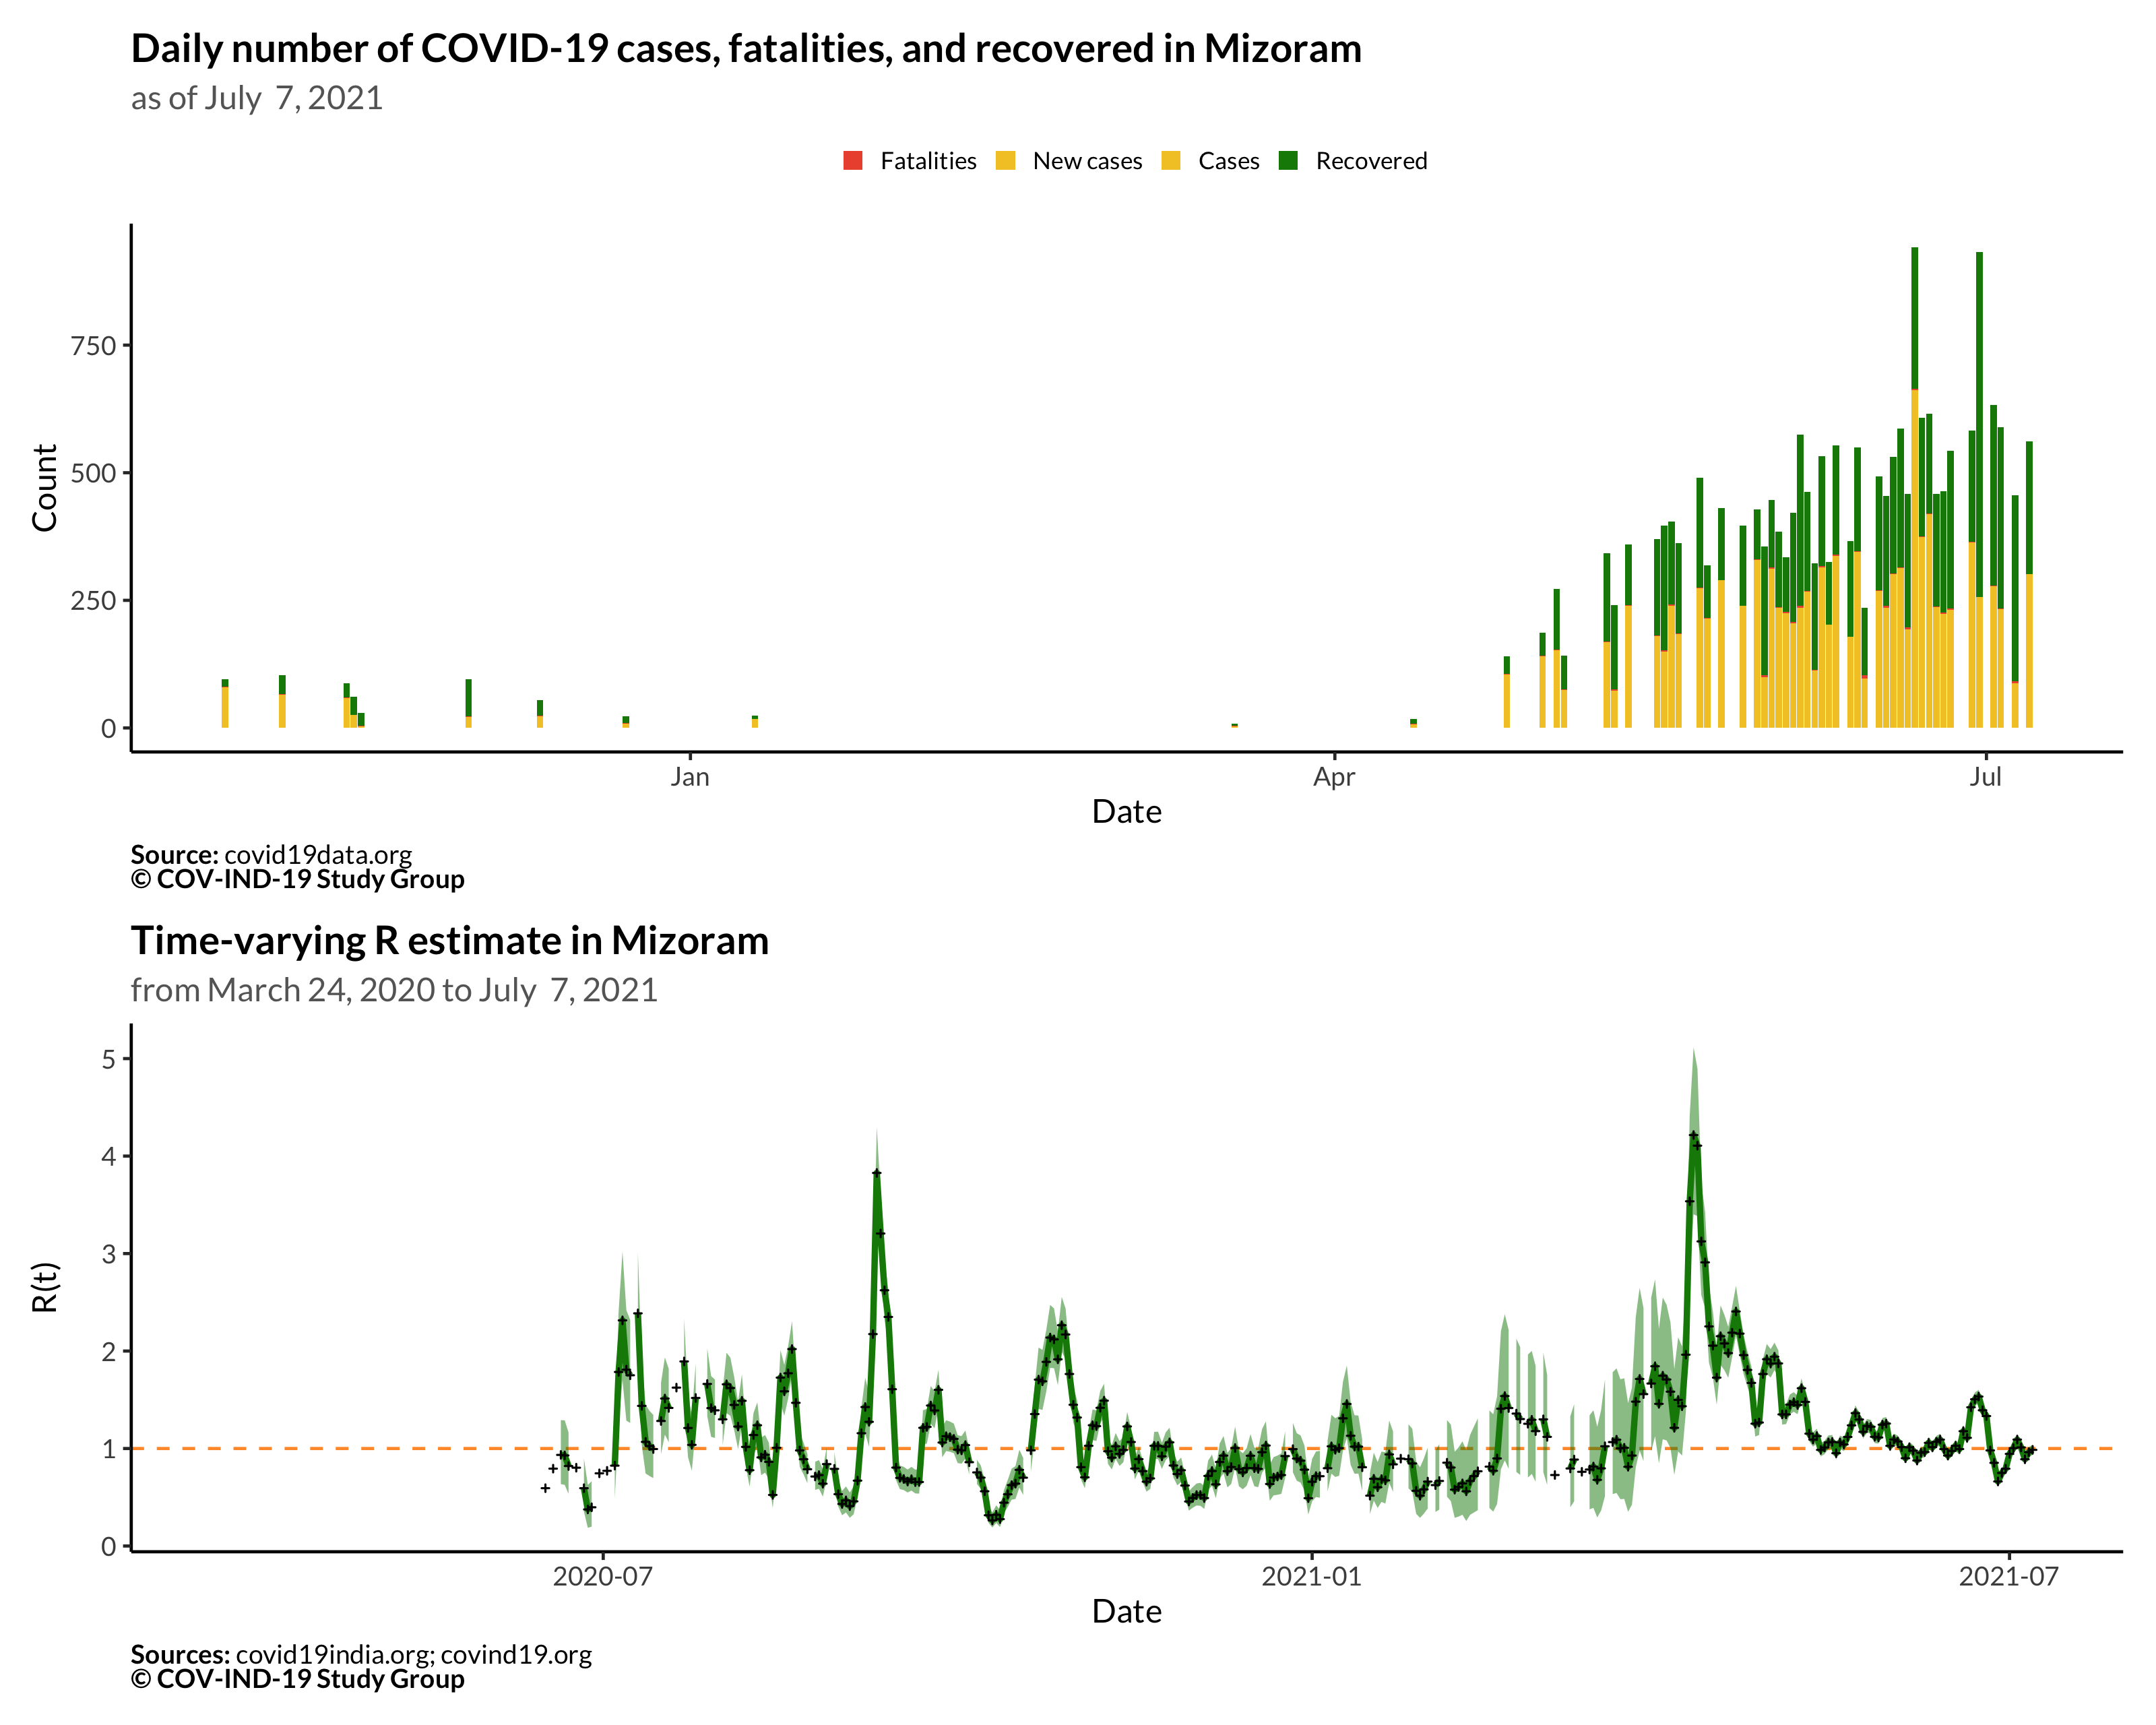 Daily number of COVID-19 cases, fatalities, and recovered in Mizoram
as of July  7, 2021
Fatalities New cases Cases Recovered
Count
750
500
250
0
Jan Apr Jul
Date
Source: covid19data.org
© COV-IND-19 Study Group
Time-varying R estimate in Mizoram
from March 24, 2020 to July  7, 2021
R(t)
5
4
3
2
1
0
2020-07 2021-01 2021-07
Date
Sources: covid19india.org; covind19.org
© COV-IND-19 Study Group